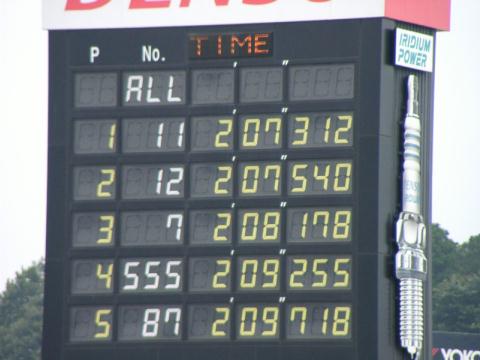 DENSO
IRIDIUM
POWER
P No. TIME
ALL
1 11 2'07"312
2 12 2'07"540
3 7 2'08"178
4 555 2'09"255
5 87 2'09"718